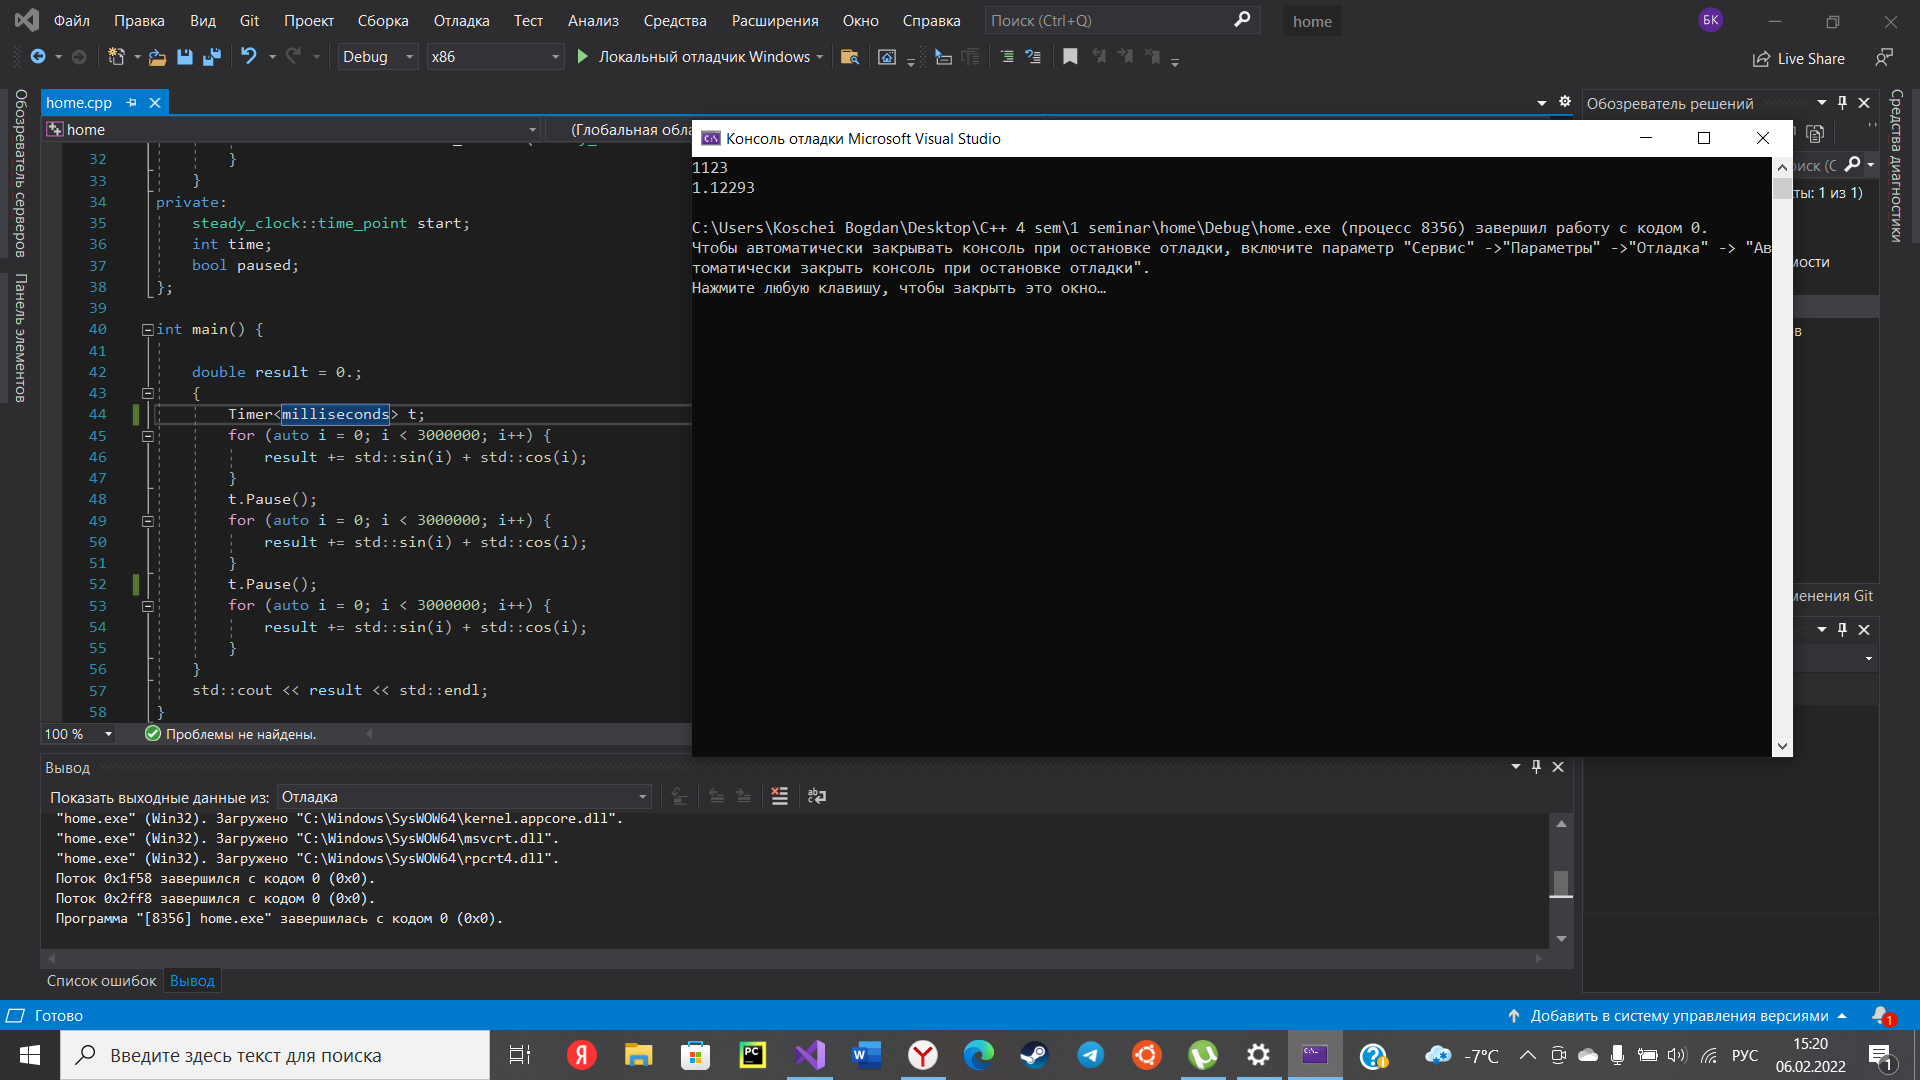 Файл Правка Вид Git Проект Сборка Отладка Тест Анализ Средства Расширения Окно Справка Поиск (Ctrl+Q) home БК
Debug x86 Локальный отладчик Windows Live Share
Обозреватель серверов
Панель элементов
home.cpp
home (Глобальная обла
32 }
33 }
34 private:
35 steady_clock::time_point start;
36 int time;
37 bool paused;
38 };
39
40 int main() {
41
42 double result = 0.;
43 {
44 Timer<milliseconds> t;
45 for (auto i = 0; i < 3000000; i++) {
46 result += std::sin(i) + std::cos(i);
47 }
48 t.Pause();
49 for (auto i = 0; i < 3000000; i++) {
50 result += std::sin(i) + std::cos(i);
51 }
52 t.Pause();
53 for (auto i = 0; i < 3000000; i++) {
54 result += std::sin(i) + std::cos(i);
55 }
56 }
57 std::cout << result << std::endl;
58 }
100 % Проблемы не найдены.
Консоль отладки Microsoft Visual Studio
1123
1.12293
C:\Users\Koschei Bogdan\Desktop\C++ 4 sem\1 seminar\home\Debug\home.exe (процесс 8356) завершил работу с кодом 0.
Чтобы автоматически закрывать консоль при остановке отладки, включите параметр "Сервис" ->"Параметры" ->"Отладка" -> "Ав
томатически закрыть консоль при остановке отладки".
Нажмите любую клавишу, чтобы закрыть это окно…
Обозреватель решений
иск (С
ты: 1 из 1)
мости
в
менения Git
Средства диагностики
Вывод
Показать выходные данные из: Отладка
"home.exe" (Win32). Загружено "C:\Windows\SysWOW64\kernel.appcore.dll".
"home.exe" (Win32). Загружено "C:\Windows\SysWOW64\msvcrt.dll".
"home.exe" (Win32). Загружено "C:\Windows\SysWOW64\rpcrt4.dll".
Поток 0x1f58 завершился с кодом 0 (0x0).
Поток 0x2ff8 завершился с кодом 0 (0x0).
Программа "[8356] home.exe" завершилась с кодом 0 (0x0).
Список ошибок Вывод
Готово Добавить в систему управления версиями 1
Введите здесь текст для поиска -7°C РУС 15:20
06.02.2022 1